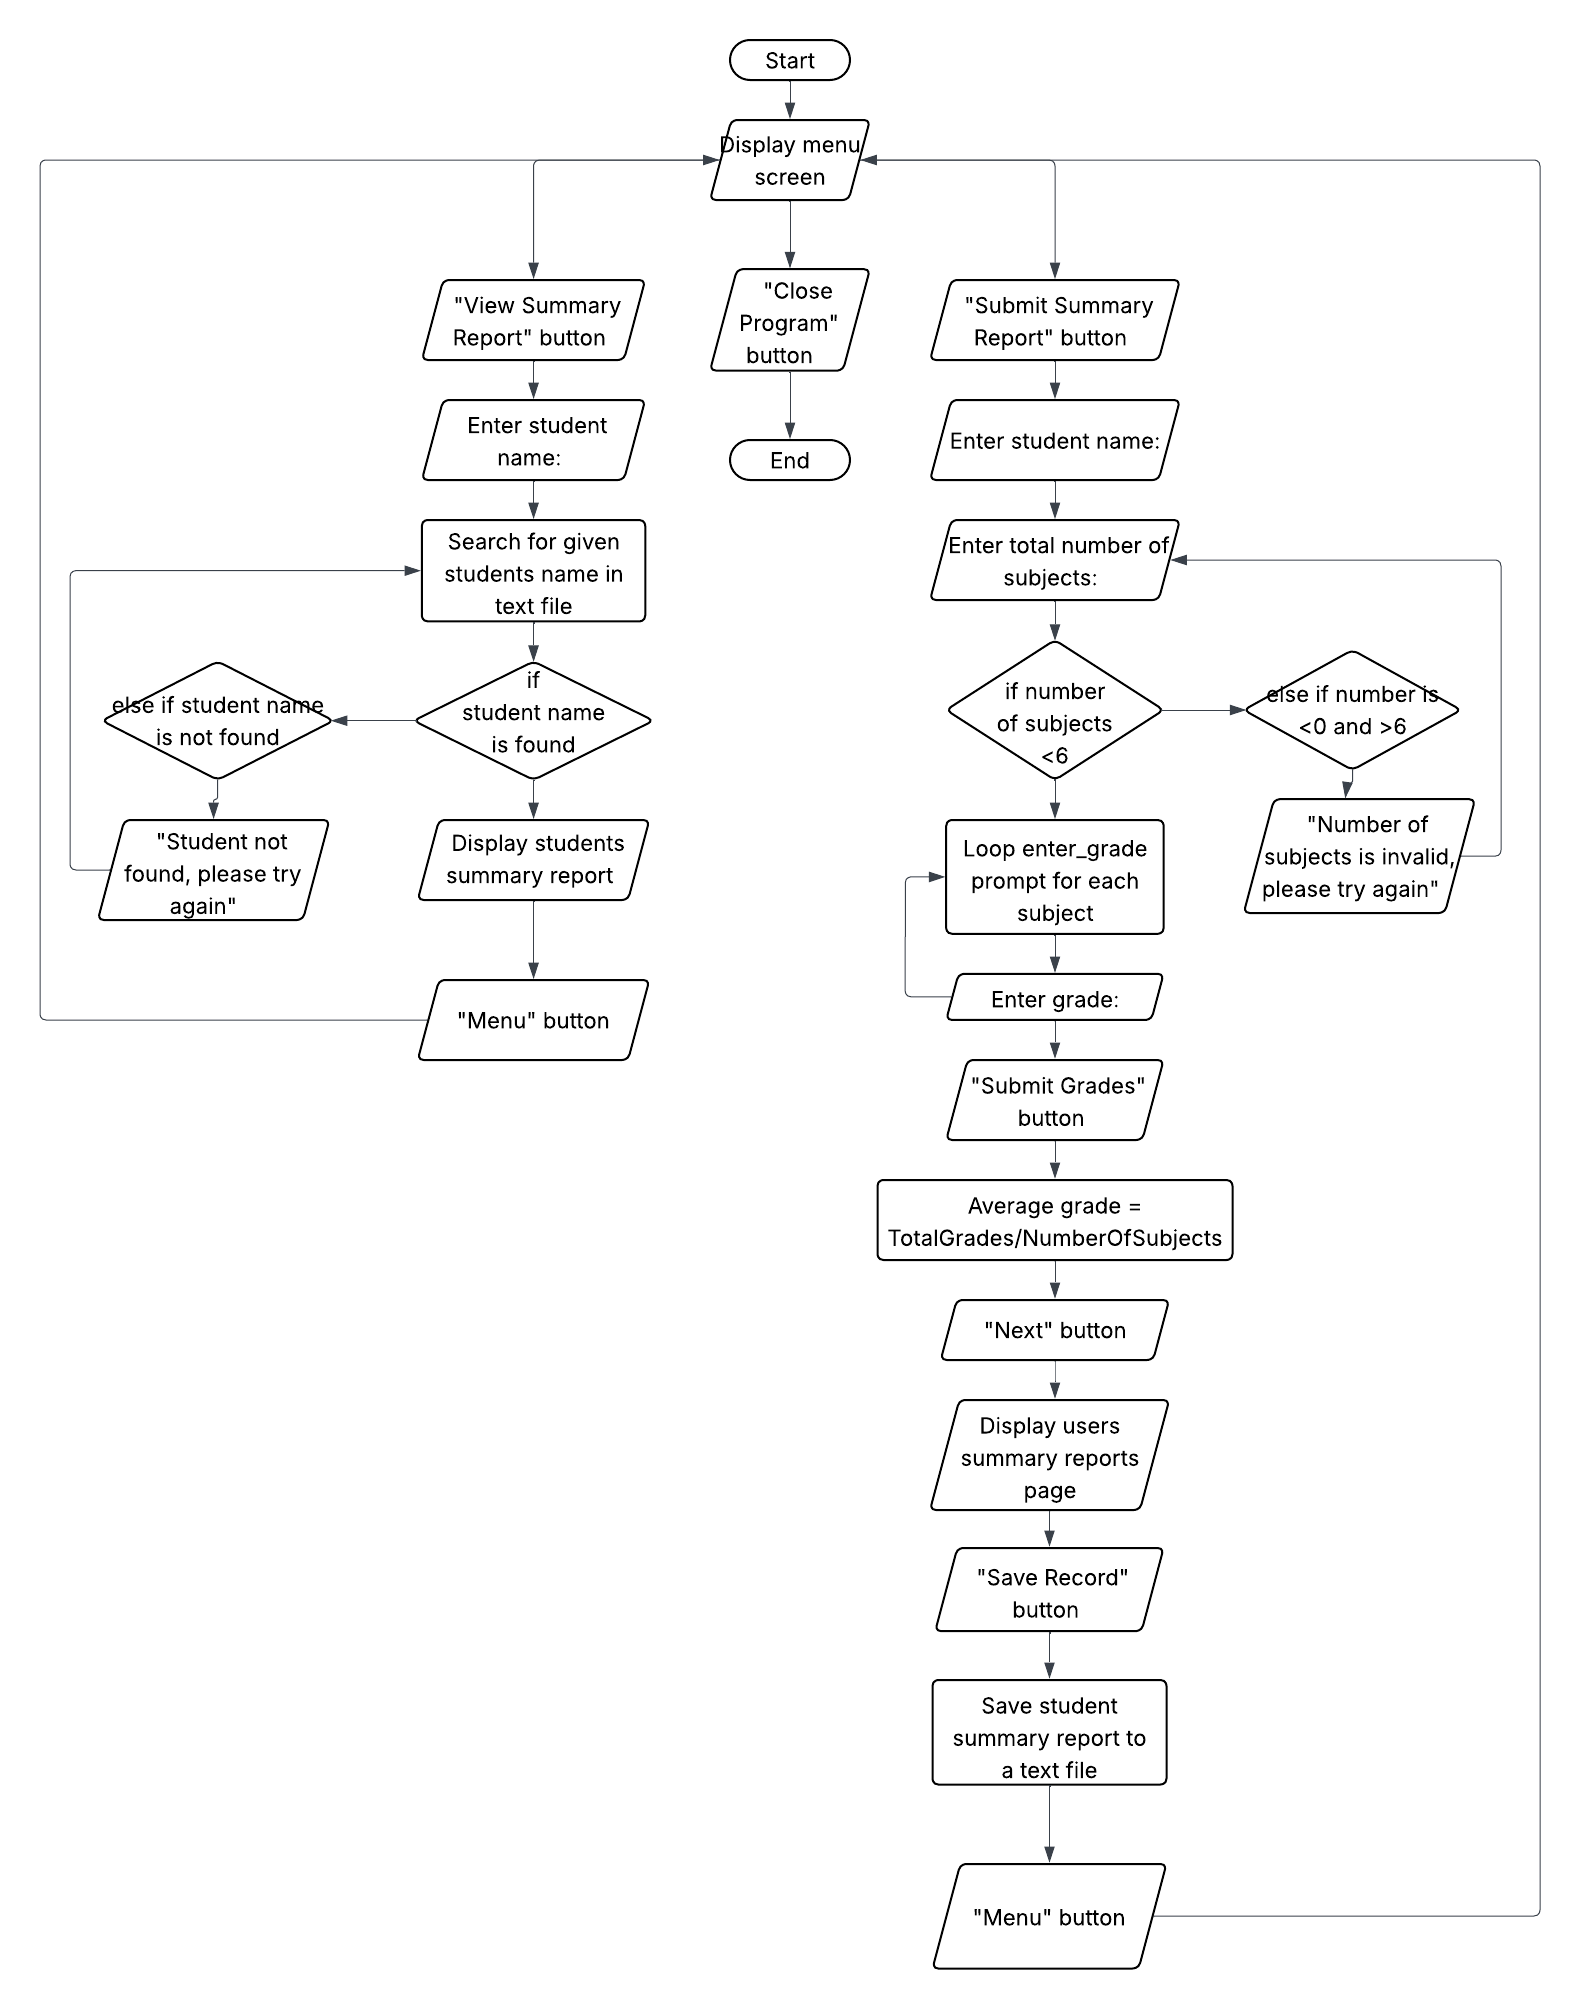 Start
Display menu
screen
"View Summary
Report" button
"Close
Program"
button
"Submit Summary
Report" button
Enter student
name:
End
Enter student name:
Search for given
students name in
text file
Enter total number of
subjects:
else if student name
is not found
if
student name
is found
if number
of subjects
<6
else if number is
<0 and >6
"Student not
found, please try
again"
Display students
summary report
Loop enter_grade
prompt for each
subject
"Number of
subjects is invalid,
please try again"
"Menu" button
Enter grade:
"Submit Grades"
button
Average grade =
TotalGrades/NumberOfSubjects
"Next" button
Display users
summary reports
page
"Save Record"
button
Save student
summary report to
a text file
"Menu" button